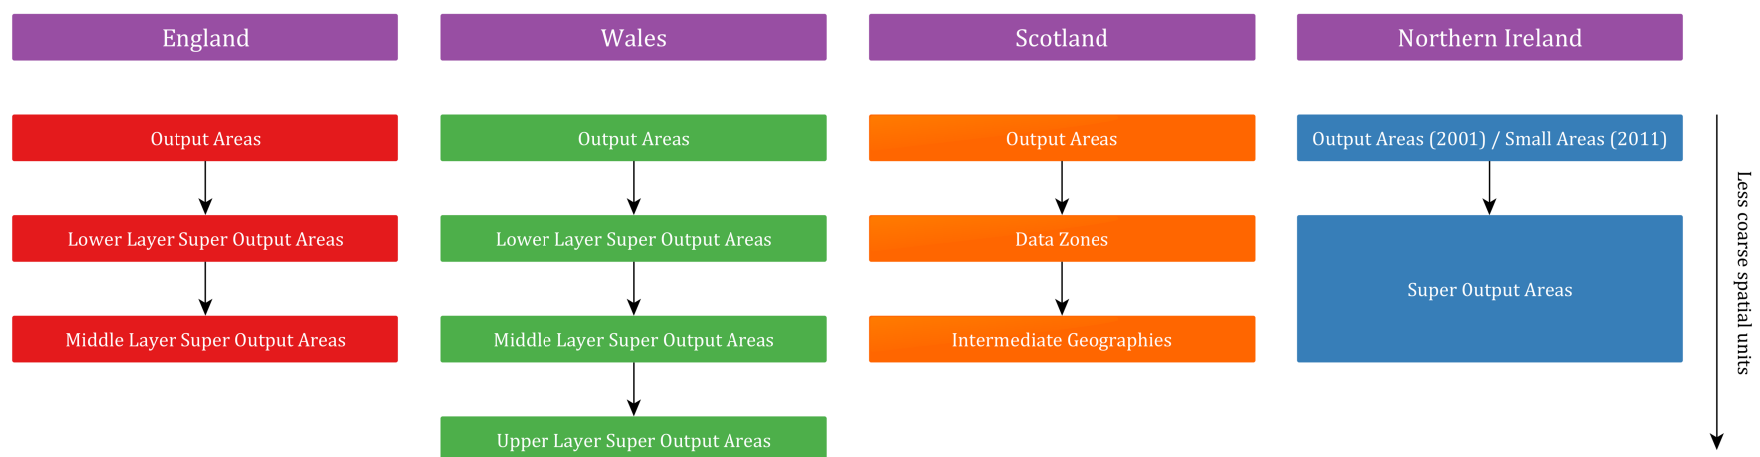 England
Wales
Scotland
Northern Ireland
Output Areas
Output Areas
Output Areas
Output Areas (2001) / Small Areas (2011)
Lower Layer Super Output Areas
Lower Layer Super Output Areas
Data Zones
Super Output Areas
Middle Layer Super Output Areas
Middle Layer Super Output Areas
Intermediate Geographies
Upper Layer Super Output Areas
Less coarse spatial units